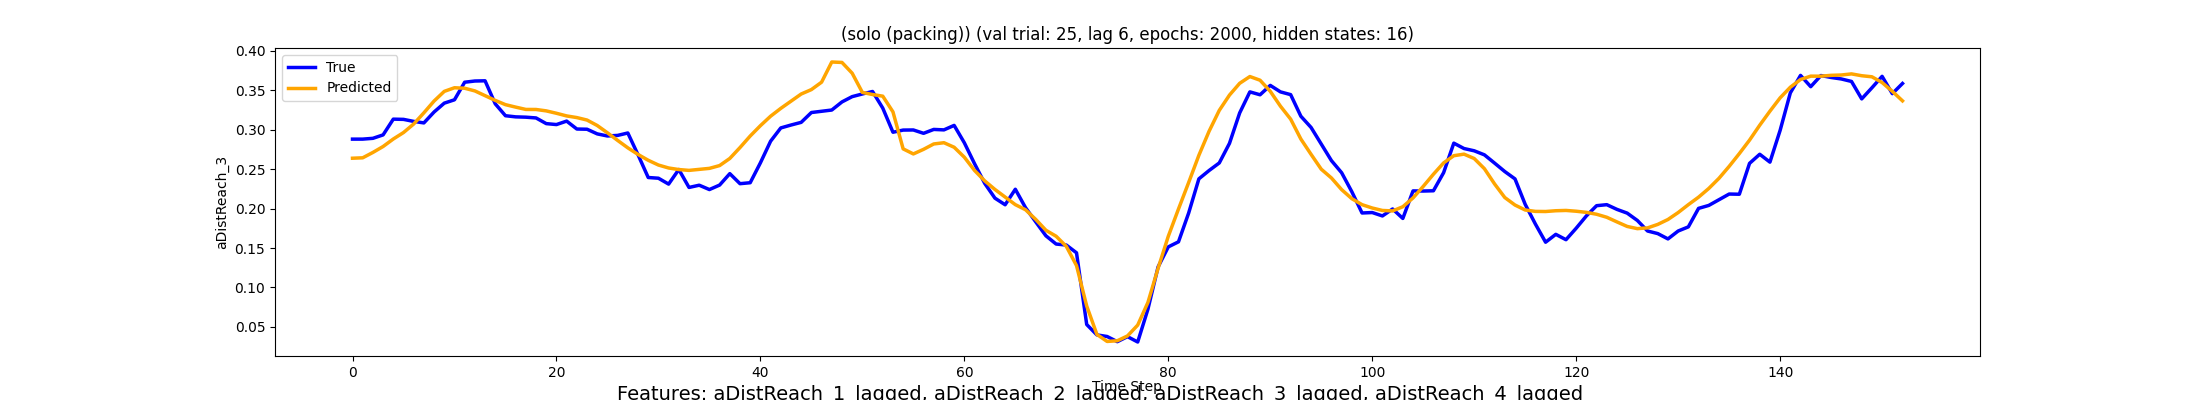 (solo (packing)) (val trial: 25, lag 6, epochs: 2000, hidden states: 16)
True
Predicted
aDistReach_3
0.40
0.35
0.30
0.25
0.20
0.15
0.10
0.05
0 20 40 60 80 100 120 140
Time Step
Features: aDistReach_1_lagged, aDistReach_2_lagged, aDistReach_3_lagged, aDistReach_4_lagged